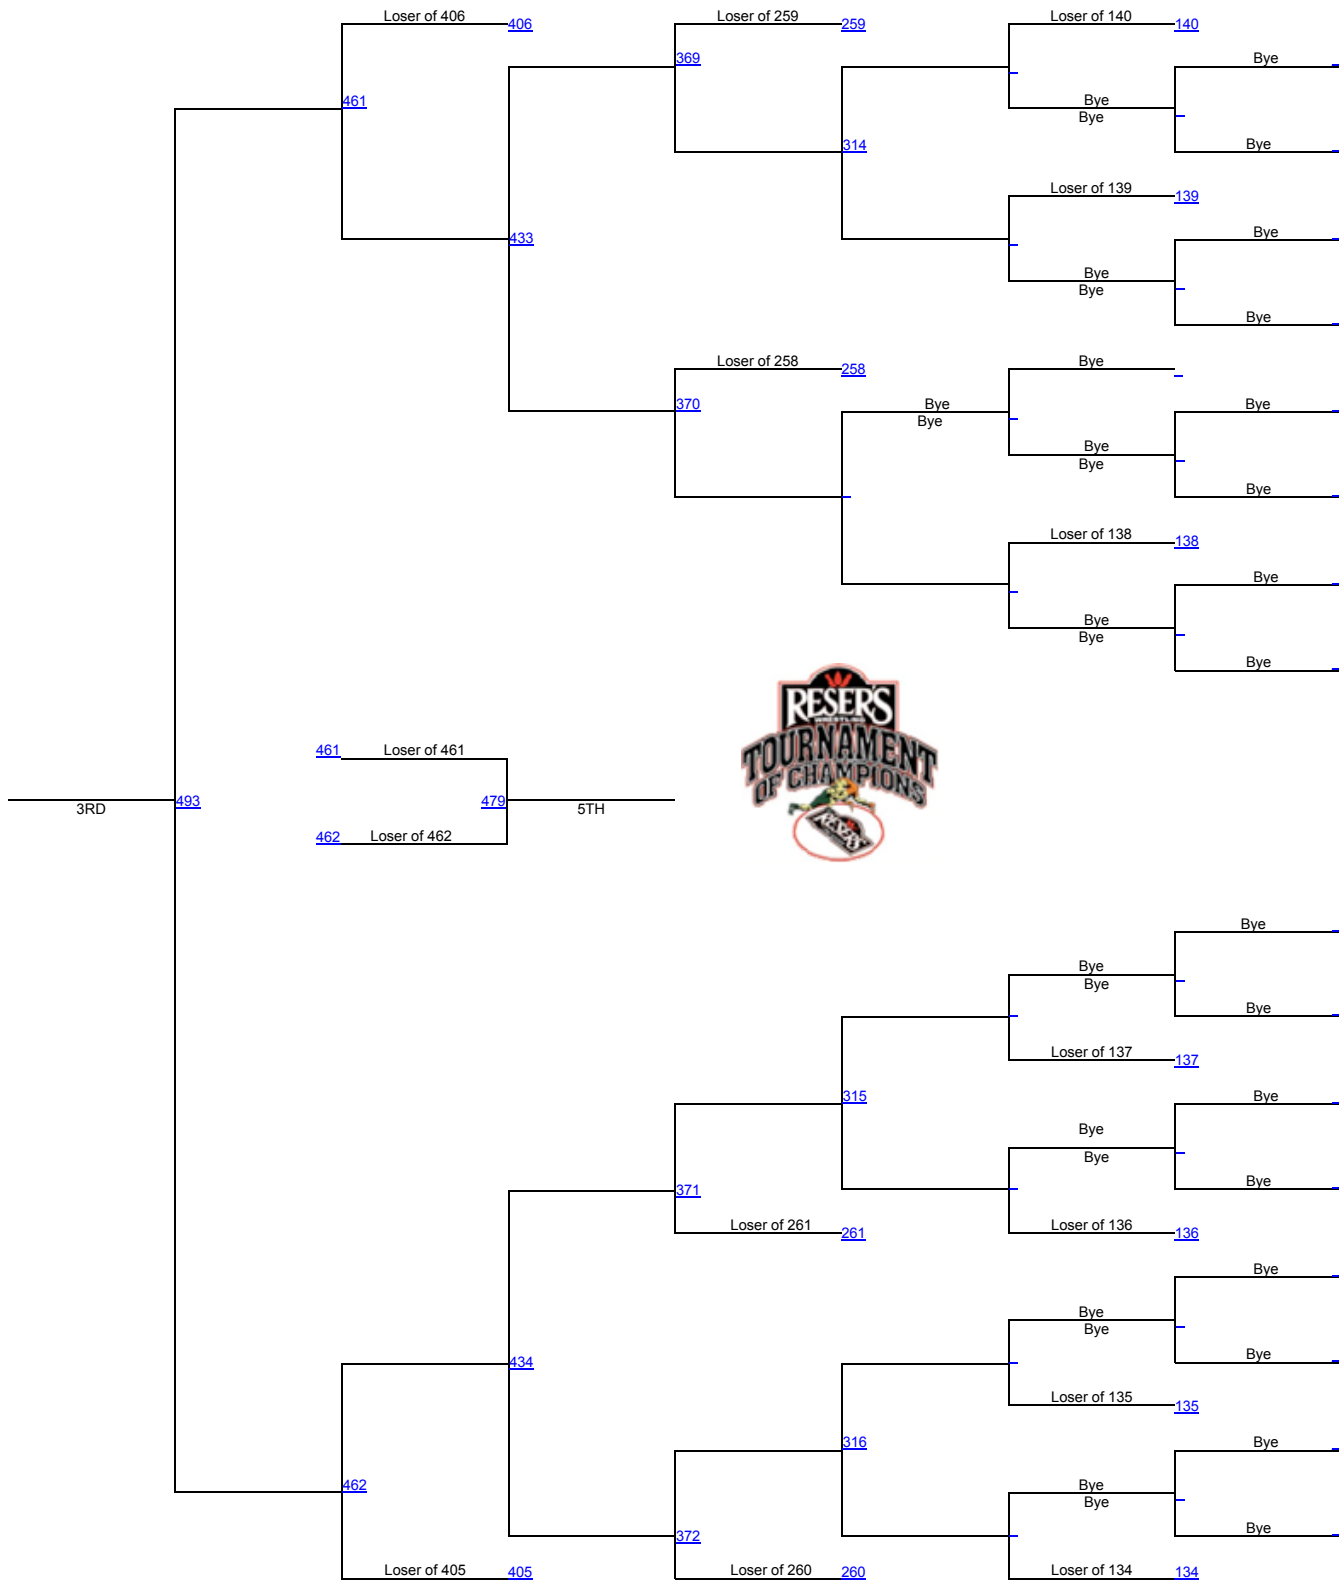 Loser of 406 406 Loser of 259 259 Loser of 140 140
369 Bye
461 Bye
Bye
314 Bye
Loser of 139 139
433 Bye
Bye
Bye
Bye
Loser of 258 258 Bye
370 Bye Bye
Bye
Bye
Bye
Bye
Loser of 138 138
Bye
Bye
Bye
Bye
RESER'S
WRESTLING
TOURNAMENT
OF CHAMPIONS
RESER'S
461 Loser of 461
3RD 493 479 5TH
462 Loser of 462
Bye
Bye
Bye
Bye
Loser of 137 137
315 Bye
Bye
Bye
371 Bye
Loser of 261 261 Loser of 136 136
Bye
Bye
Bye
434 Bye
Loser of 135 135
316 Bye
462 Bye
Bye
372 Bye
Loser of 405 405 Loser of 260 260 Loser of 134 134